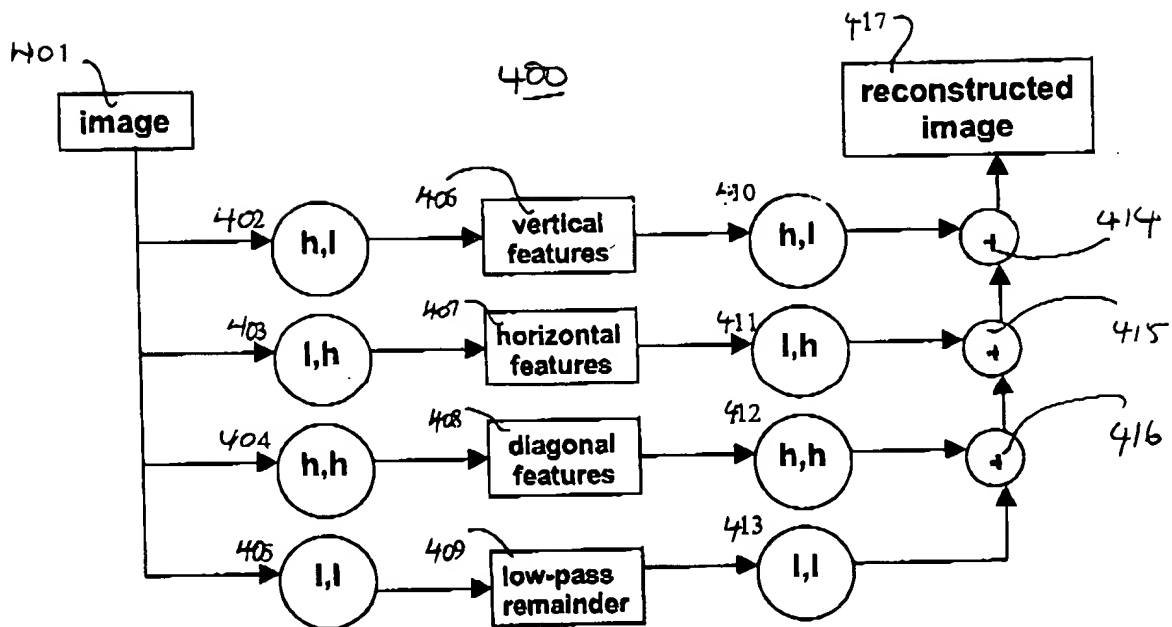 401
400
417
image
reconstructed
image
402
h,l
406
vertical
features
410
h,l
+
414
403
l,h
407
horizontal
features
411
l,h
+
415
404
h,h
408
diagonal
features
412
h,h
+
416
405
l,l
409
low-pass
remainder
413
l,l